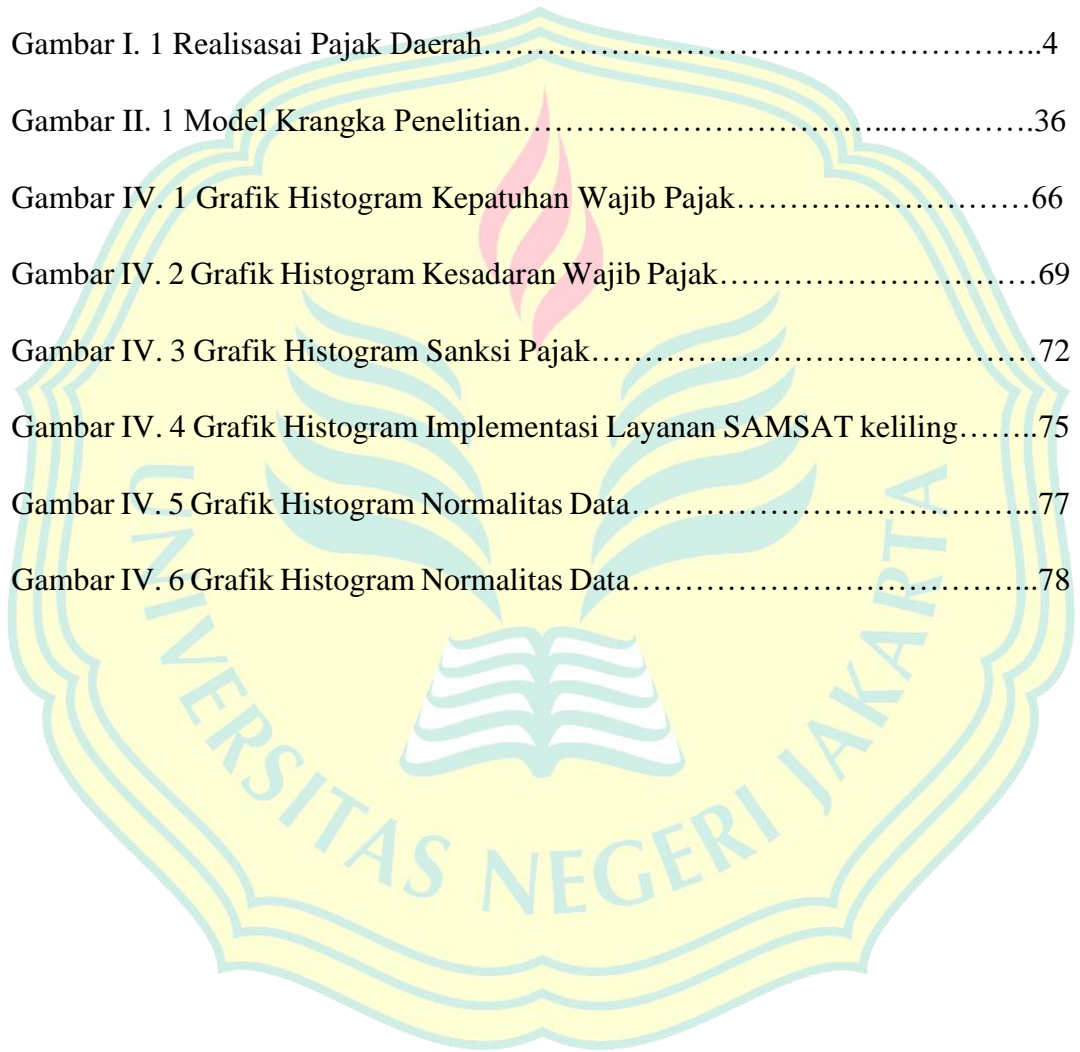 Gambar I. 1 Realisasai Pajak Daerah……………………………………………………..4
Gambar II. 1 Model Krangka Penelitian………………………………...………….36
Gambar IV. 1 Grafik Histogram Kepatuhan Wajib Pajak………….……………66
Gambar IV. 2 Grafik Histogram Kesadaran Wajib Pajak…………………………69
Gambar IV. 3 Grafik Histogram Sanksi Pajak……………………………………72
Gambar IV. 4 Grafik Histogram Implementasi Layanan SAMSAT keliling……..75
Gambar IV. 5 Grafik Histogram Normalitas Data………………………………...77
Gambar IV. 6 Grafik Histogram Normalitas Data………………………………...78
UNIVERSITAS NEGERI JAKARTA